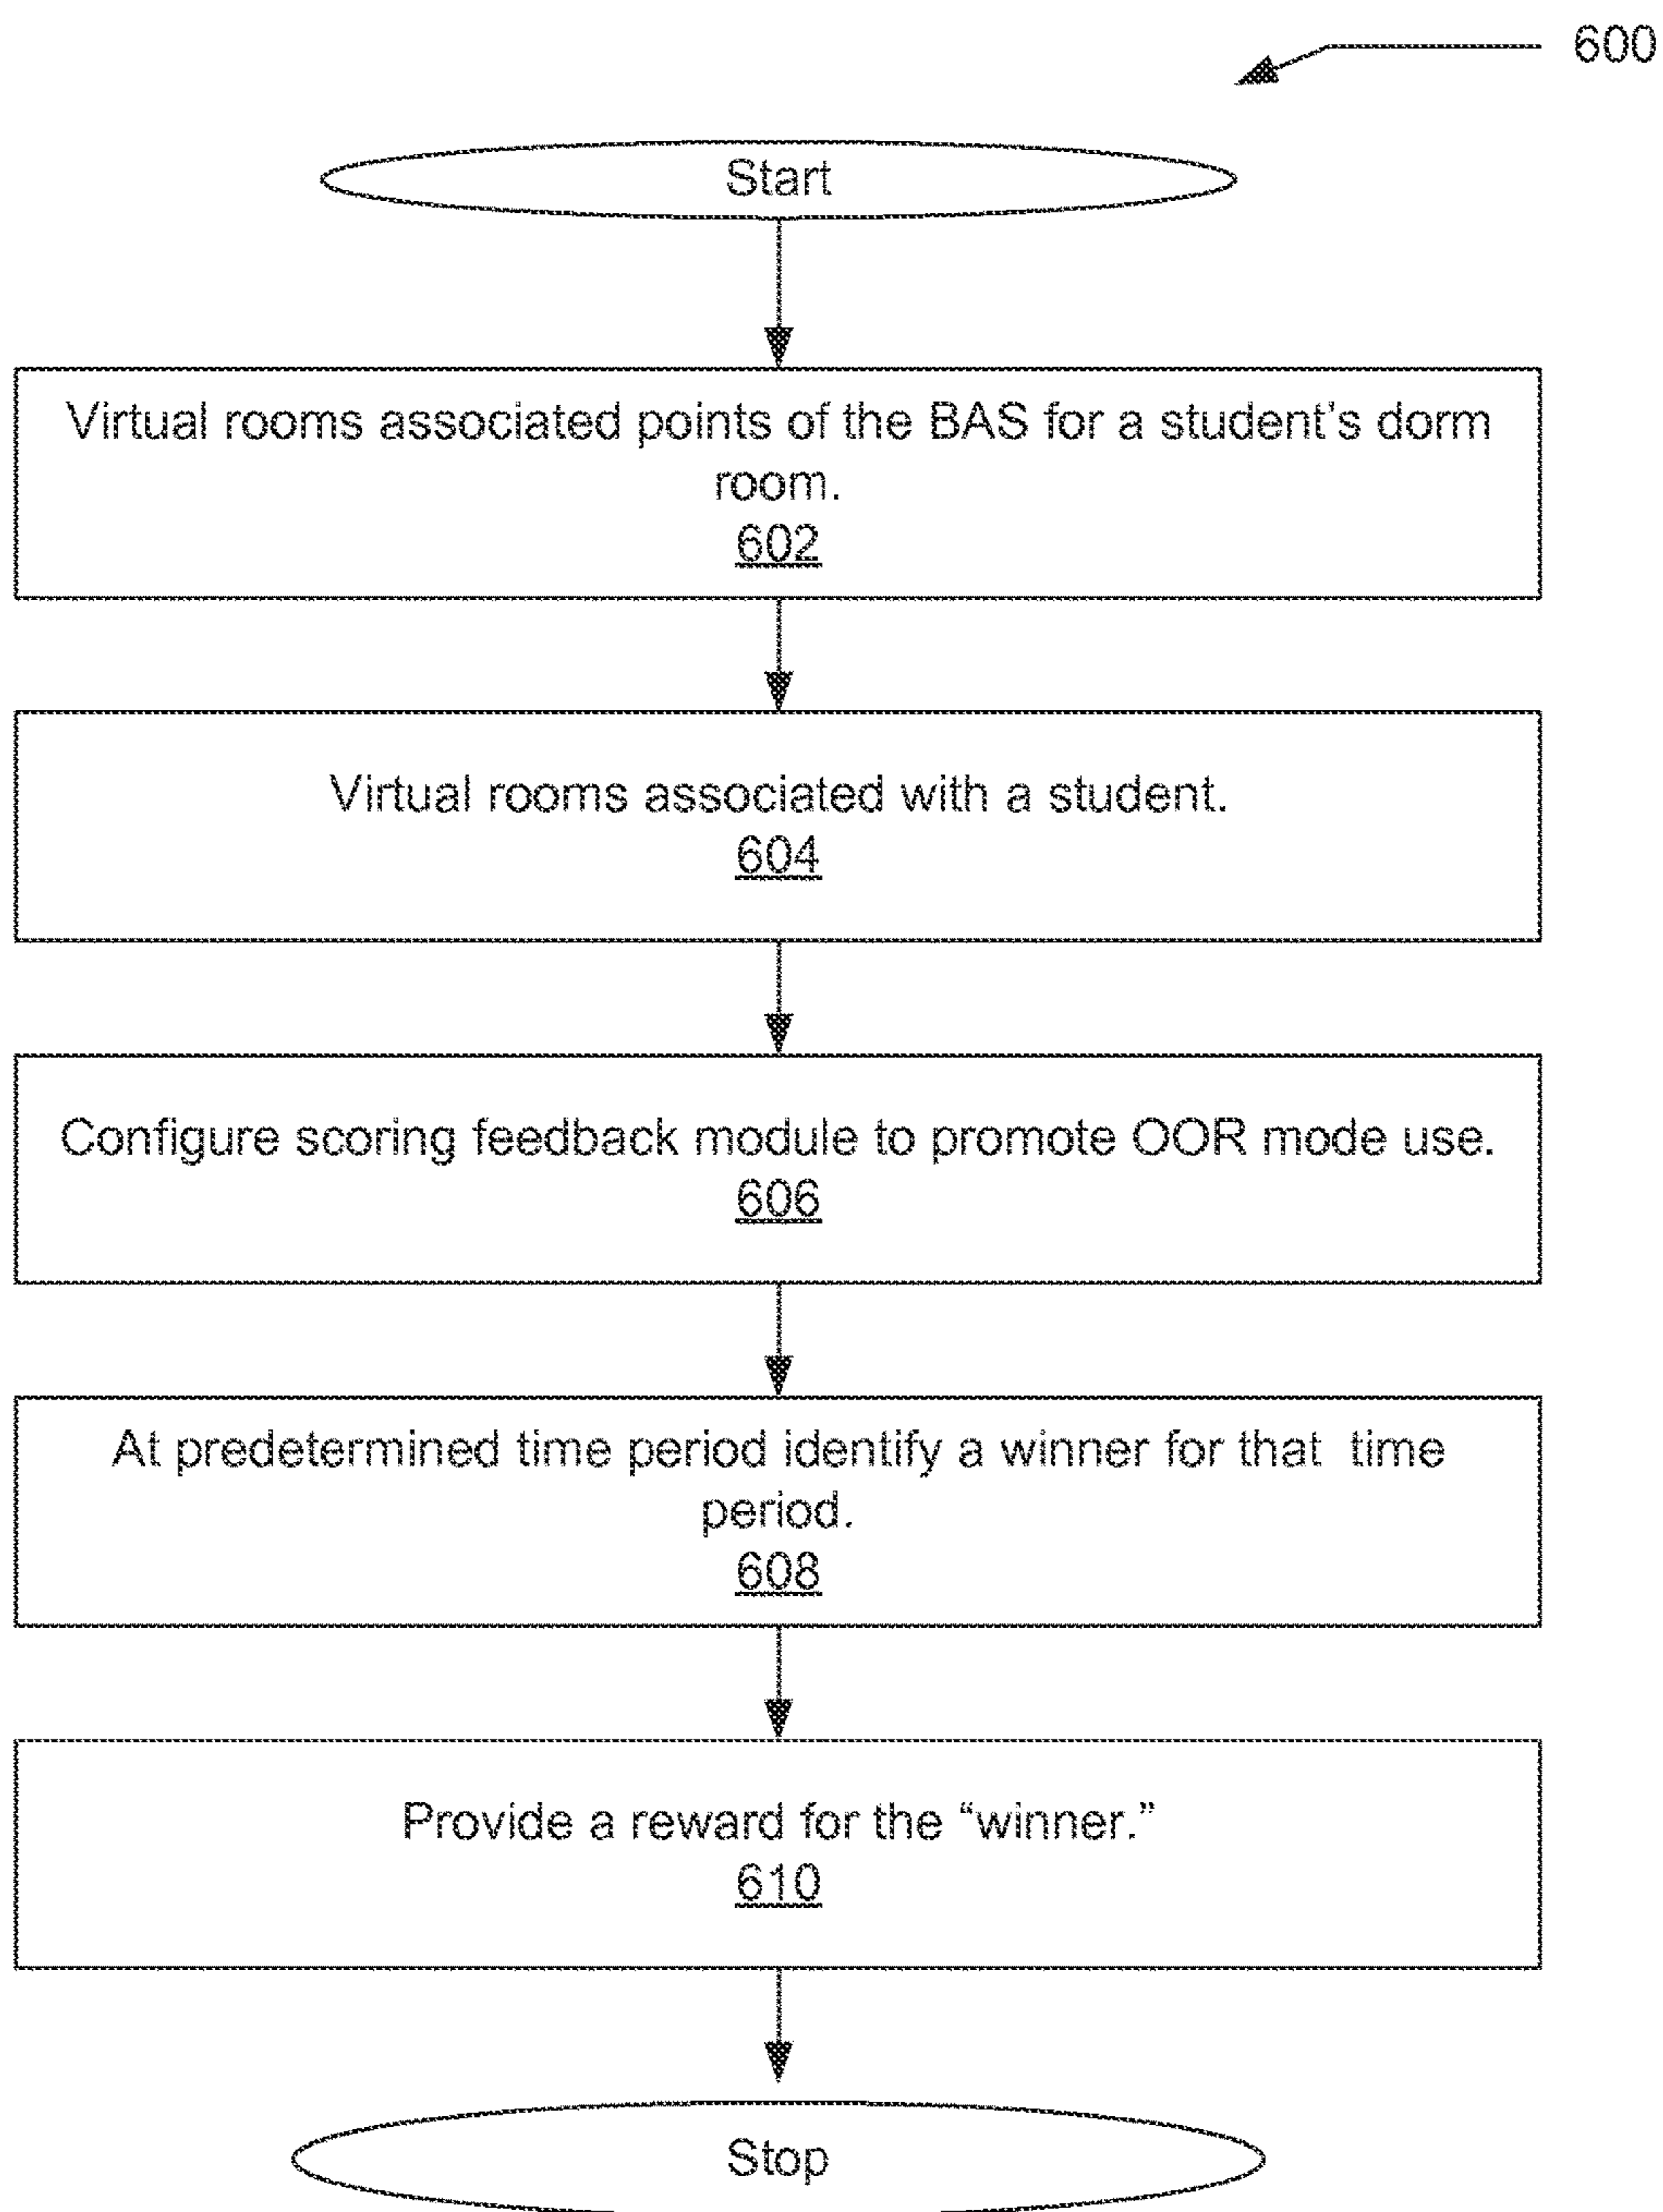 600
Start
Virtual rooms associated points of the BAS for a student’s dorm
room.
602
Virtual rooms associated with a student.
604
Configure scoring feedback module to promote OOR mode use.
606
At predetermined time period identify a winner for that time
period.
608
Provide a reward for the “winner.”
610
Stop